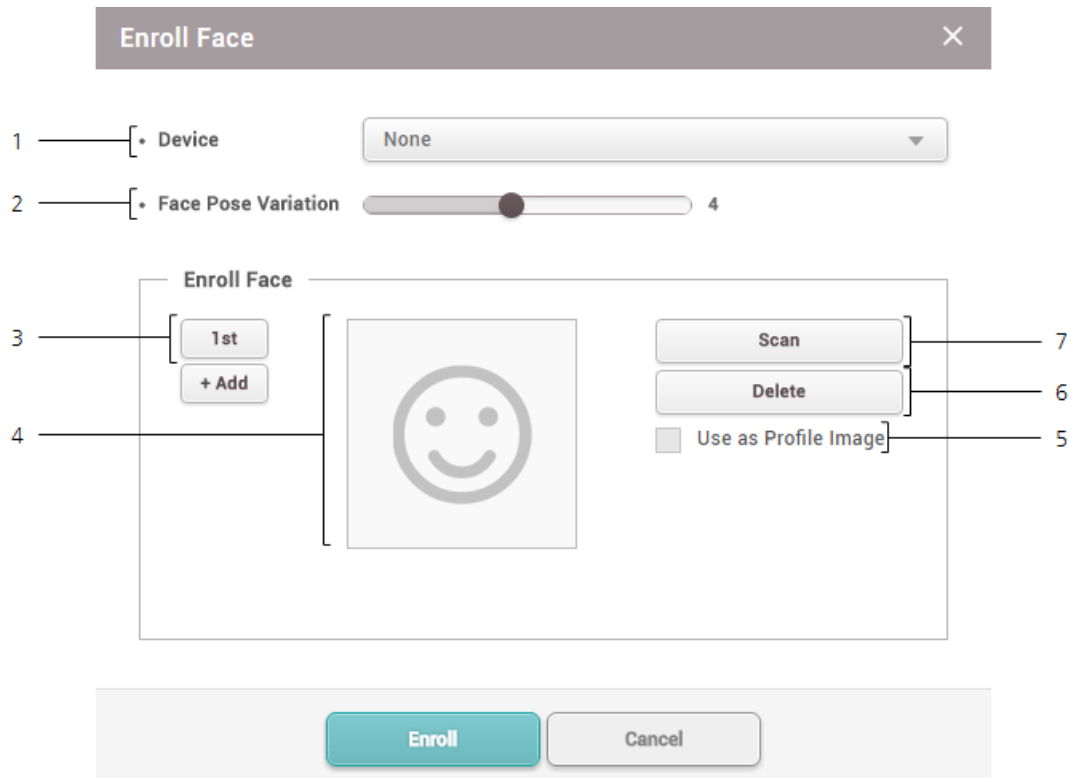 Enroll Face
1 • Device None
2 • Face Pose Variation 4
Enroll Face
3 1st Scan 7
+ Add Delete 6
4 Use as Profile Image 5
Enroll Cancel